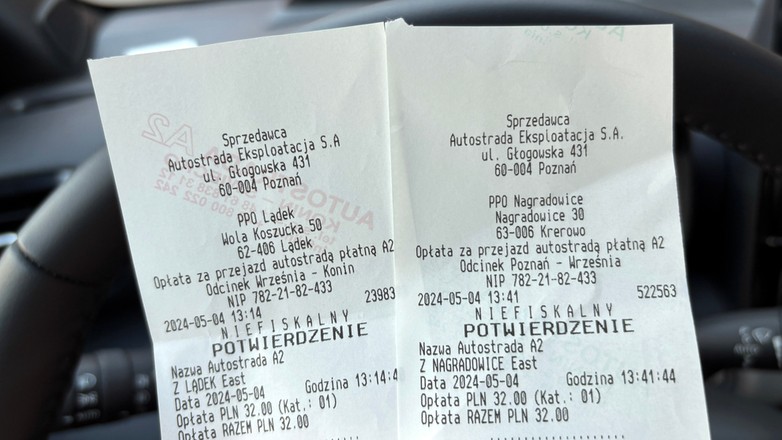 Sprzedawca
Autostrada Eksploatacja S.A
ul. Głogowska 431
60-004 Poznań
PPO Lądek
Wola Koszucka 50
62-406 Lądek
Opłata za przejazd autostradą płatną A2
Odcinek Września - Konin
NIP 782-21-82-433
2024-05-04 13:14 23983
NIEFISKALNY
POTWIERDZENIE
Nazwa Autostrada A2
Z LĄDEK East
Data 2024-05-04 Godzina 13:14:4
Opłata PLN 32.00 (Kat.: 01)
Opłata RAZEM PLN 32.00
Sprzedawca
Autostrada Eksploatacja S.A.
ul. Głogowska 431
60-004 Poznań
PPO Nagradowice
Nagradowice 30
63-006 Krerowo
Opłata za przejazd autostradą płatną A2
Odcinek Poznań - Września
NIP 782-21-82-433
2024-05-04 13:41 522563
NIEFISKALNY
POTWIERDZENIE
Nazwa Autostrada A2
Z NAGRADOWICE East
Data 2024-05-04 Godzina 13:41:44
Opłata PLN 32.00 (Kat.: 01)
Opłata RAZEM PLN 32.00